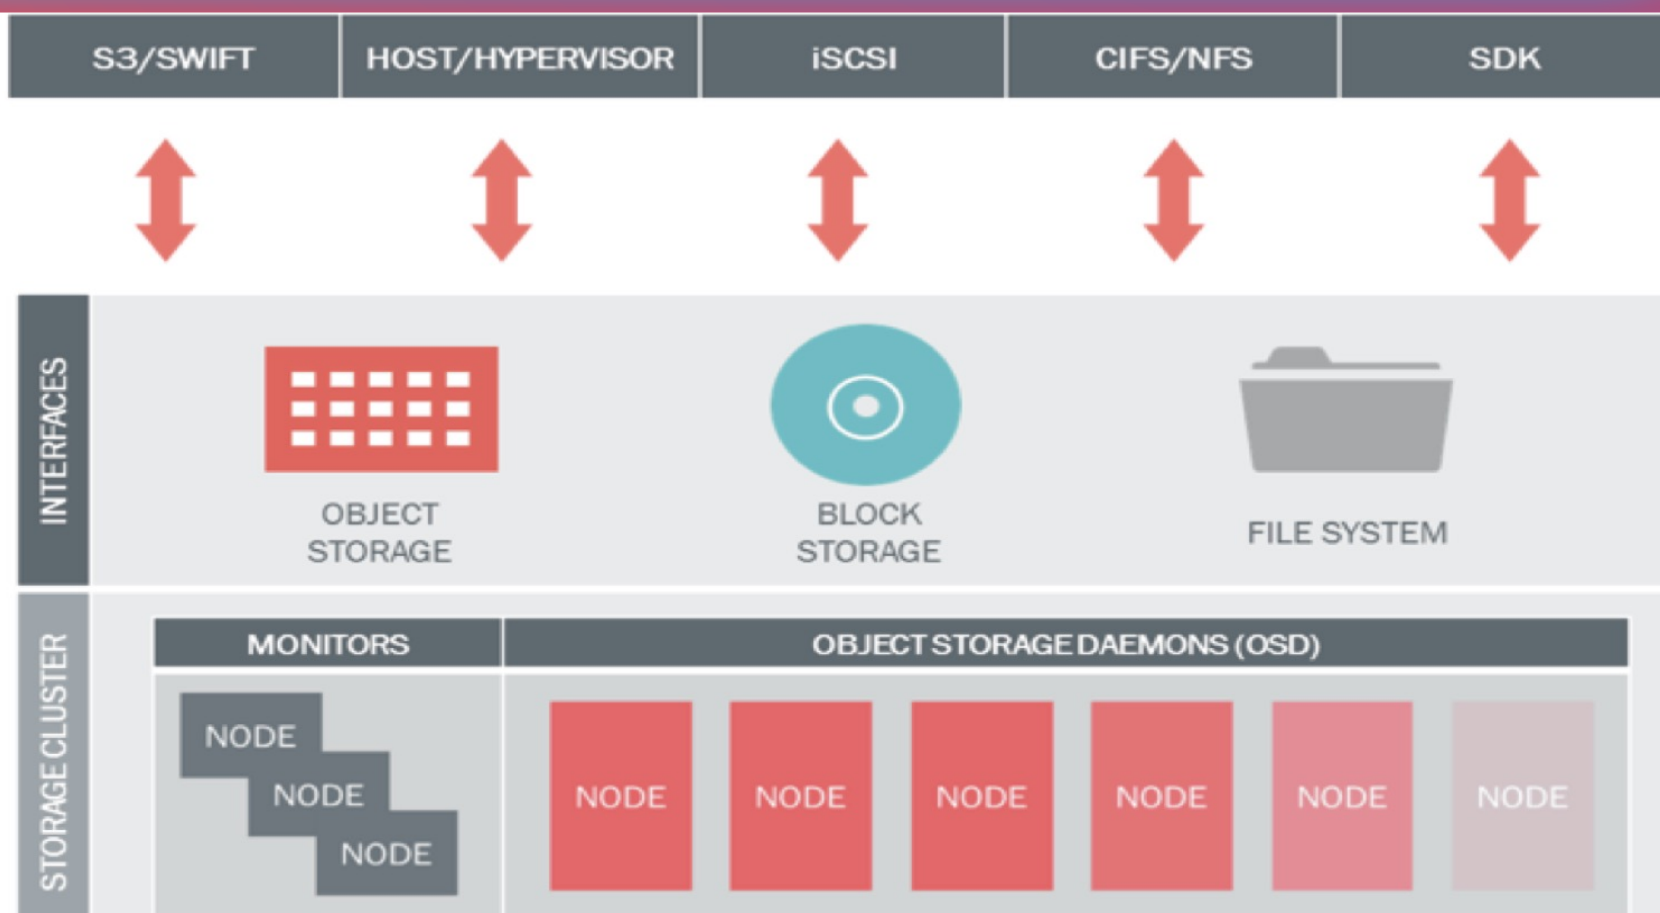 S3/SWIFT
HOST/HYPERVISOR
iSCSI
CIFS/NFS
SDK
INTERFACES
OBJECT
STORAGE
BLOCK
STORAGE
FILE SYSTEM
STORAGE CLUSTER
MONITORS
OBJECT STORAGE DAEMONS (OSD)
NODE
NODE
NODE
NODE
NODE
NODE
NODE
NODE
NODE